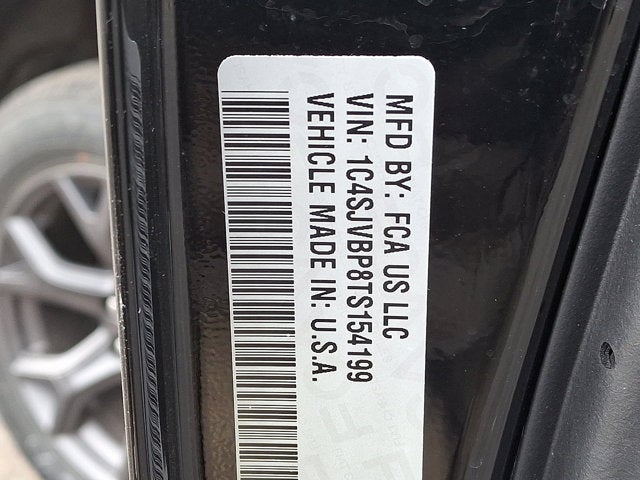 MFD BY: FCA US LLC
VIN: 1C4SJVBP8TS154199
VEHICLE MADE IN: U.S.A.